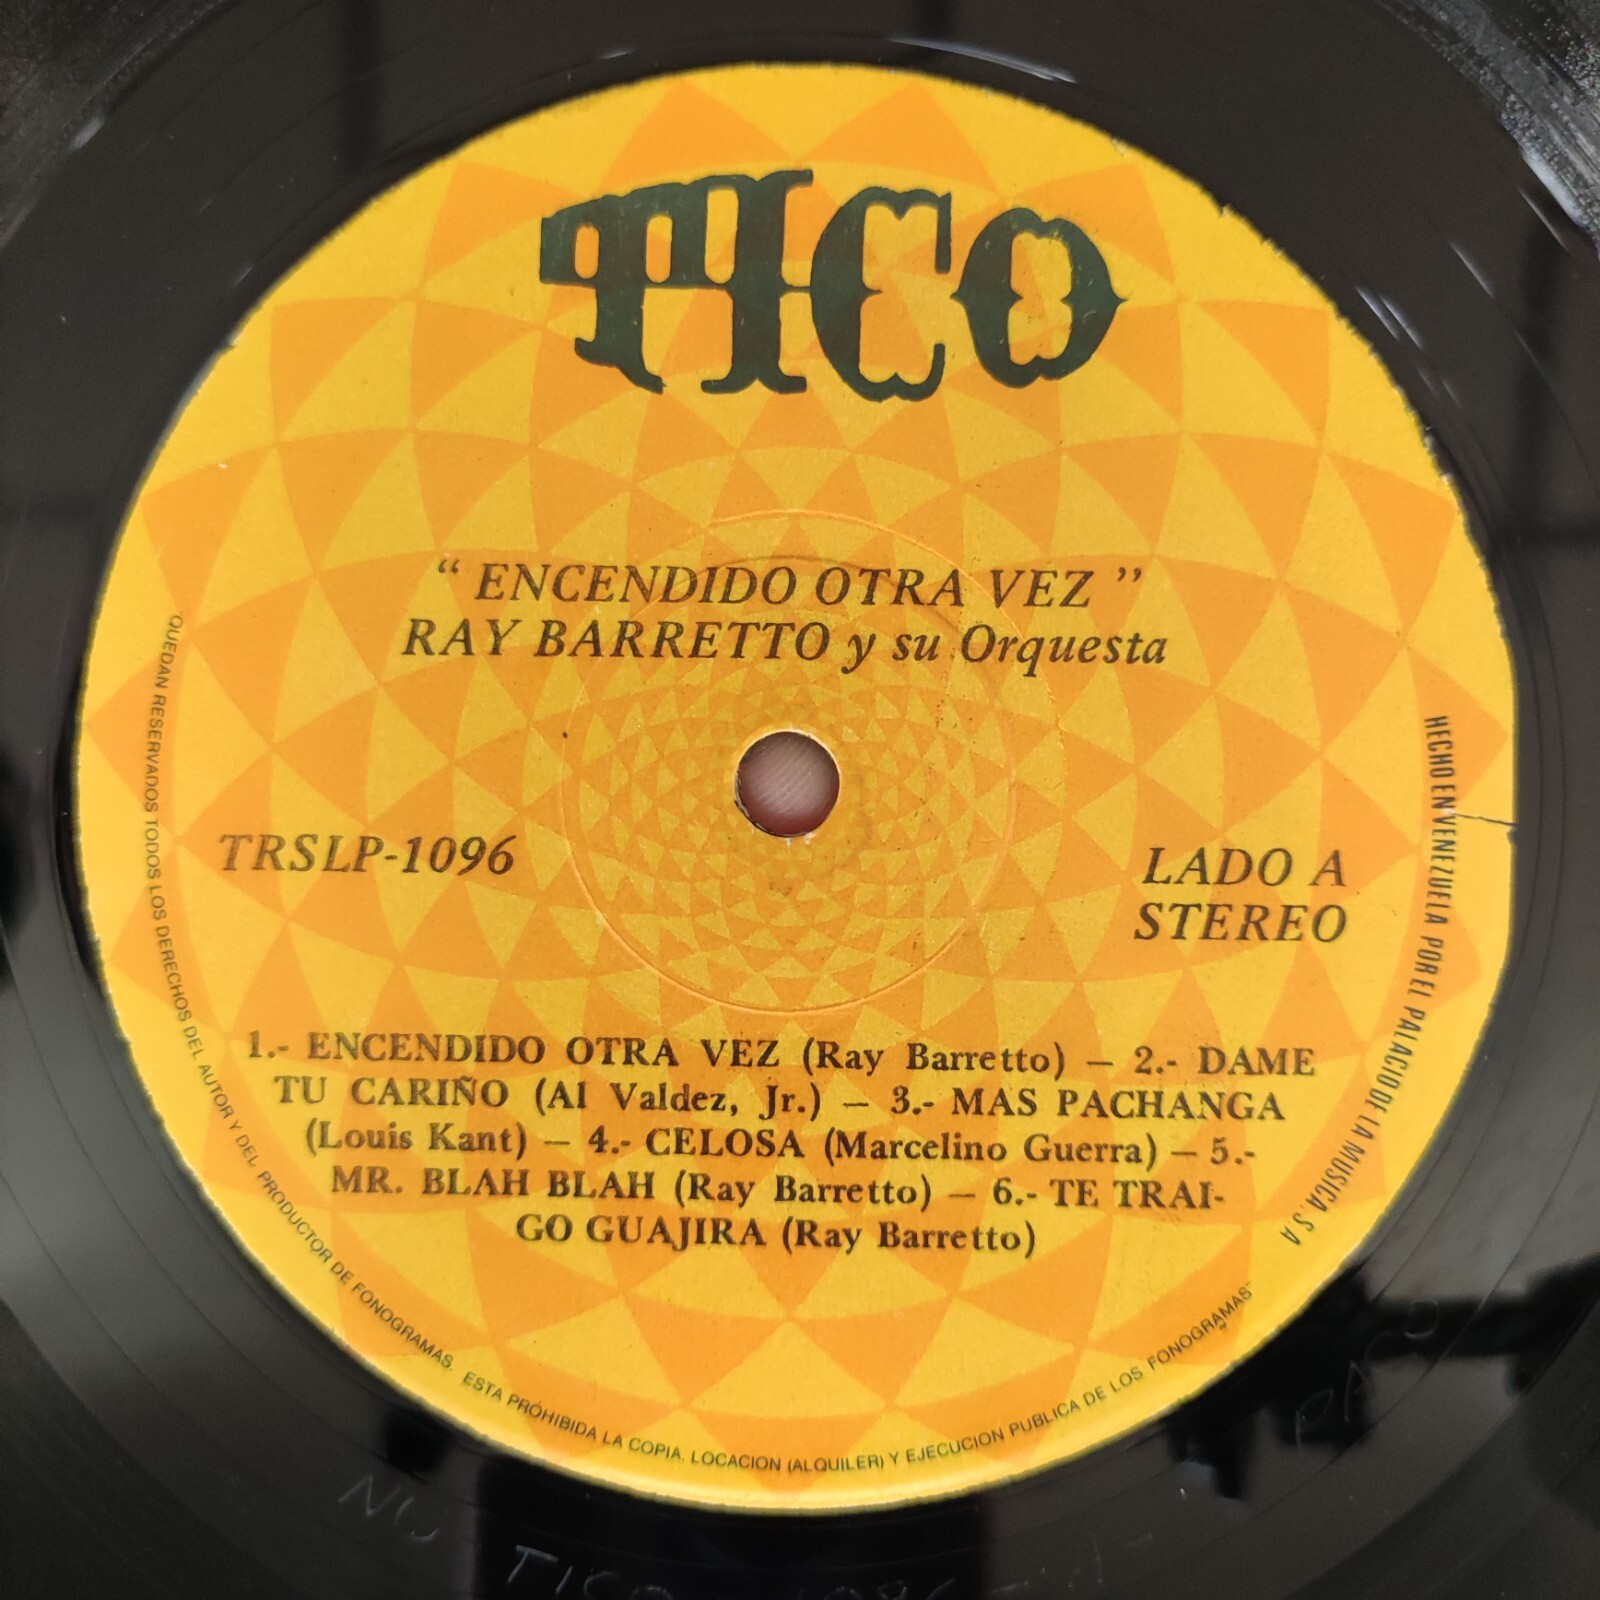 TICO
" ENCENDIDO OTRA VEZ "
RAY BARRETTO y su Orquesta
TRSLP-1096
LADO A
STEREO
1.- ENCENDIDO OTRA VEZ (Ray Barretto) — 2.- DAME
TU CARIÑO (Al Valdez, Jr.) — 3.- MAS PACHANGA
(Louis Kant) — 4.- CELOSA (Marcelino Guerra) — 5.-
MR. BLAH BLAH (Ray Barretto) — 6.- TE TRAI-
GO GUAJIRA (Ray Barretto)
"QUEDAN RESERVADOS TODOS LOS DERECHOS DEL AUTOR Y DEL PRODUCTOR DE FONOGRAMAS. ESTA PROHIBIDA LA COPIA. LOCACION (ALQUILER) Y EJECUCION PUBLICA DE LOS FONOGRAMAS"
HECHO EN VENEZUELA POR EL PALACIO DE LA MUSICA, S.A
TICO